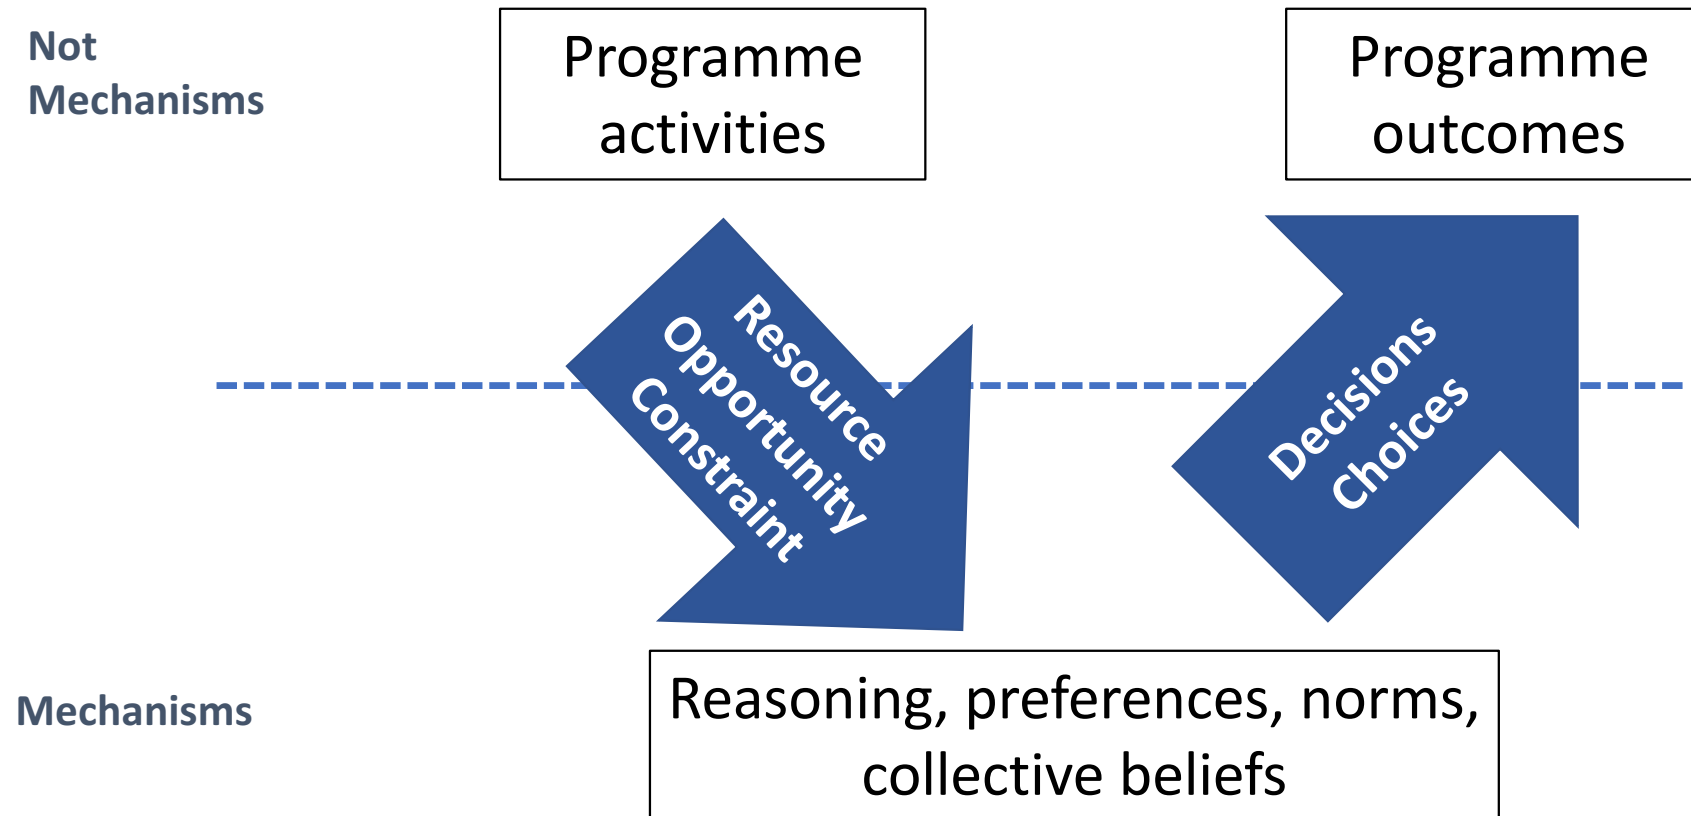 Not
Mechanisms
Programme
activities
Programme
outcomes
Resource
Opportunity
Constraint
Decisions
Choices
Mechanisms
Reasoning, preferences, norms,
collective beliefs